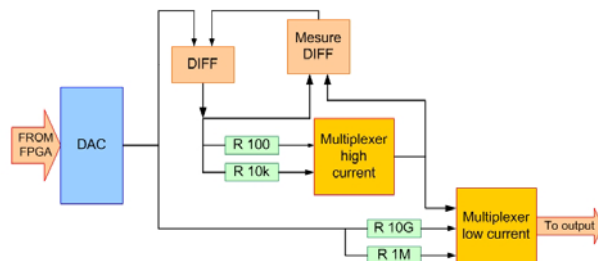 Mesure
DIFF
DIFF
FROM
FPGA
DAC
R 100
R 10k
Multiplexer
high
current
R 10G
R 1M
Multiplexer
low current
To output